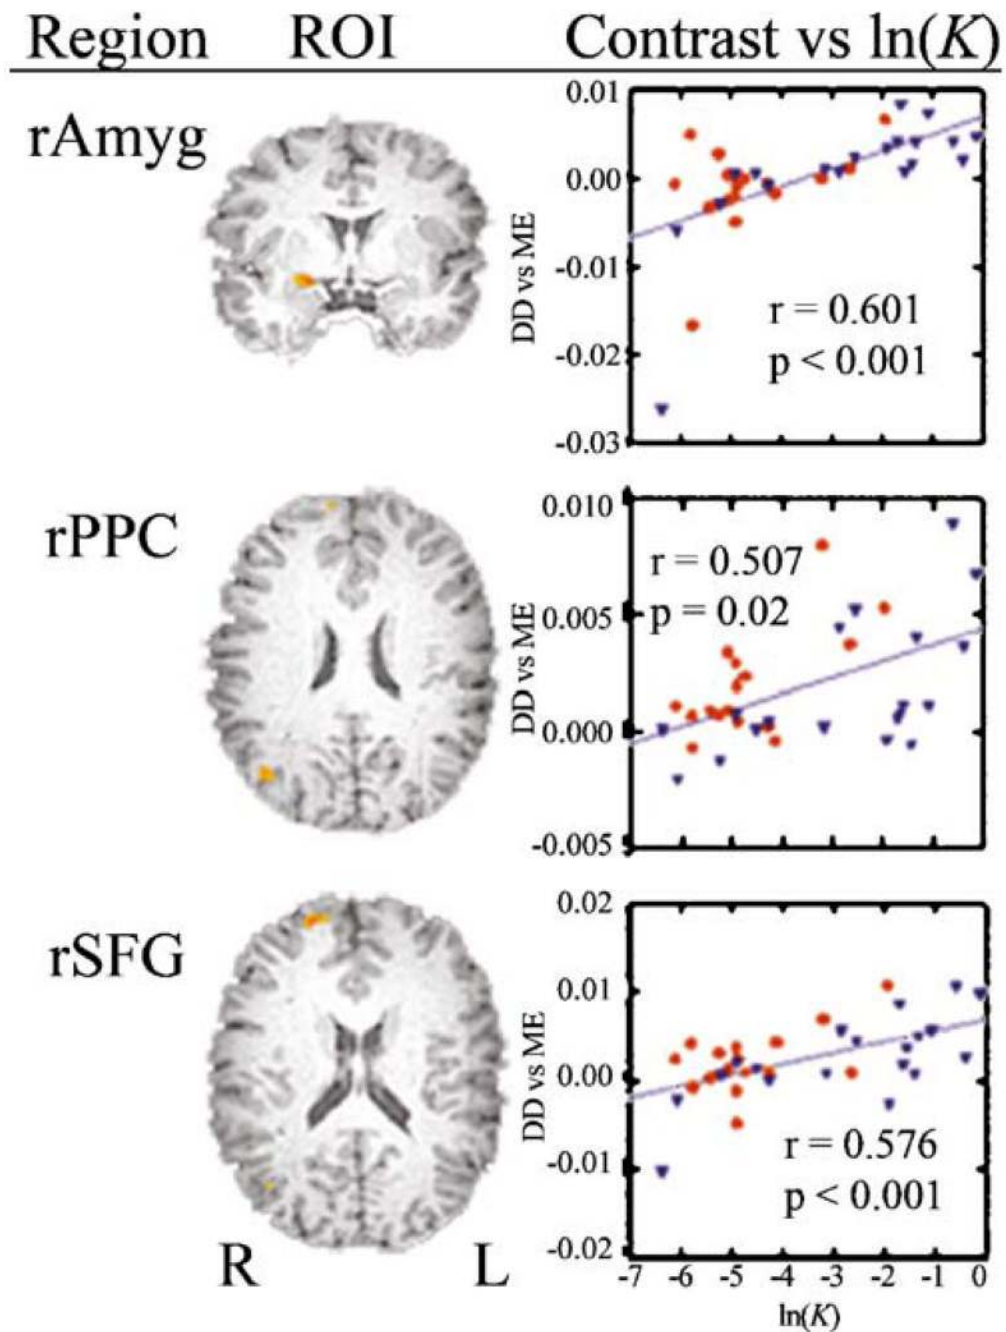 Region ROI Contrast vs ln(K)
rAmyg
0.01
0.00
-0.01
-0.02
-0.03
DD vs ME
r = 0.601
p < 0.001
rPPC
0.010
0.005
0.000
-0.005
DD vs ME
r = 0.507
p = 0.02
rSFG
0.02
0.01
0.00
-0.01
-0.02
DD vs ME
r = 0.576
p < 0.001
R L
-7 -6 -5 -4 -3 -2 -1 0
ln(K)